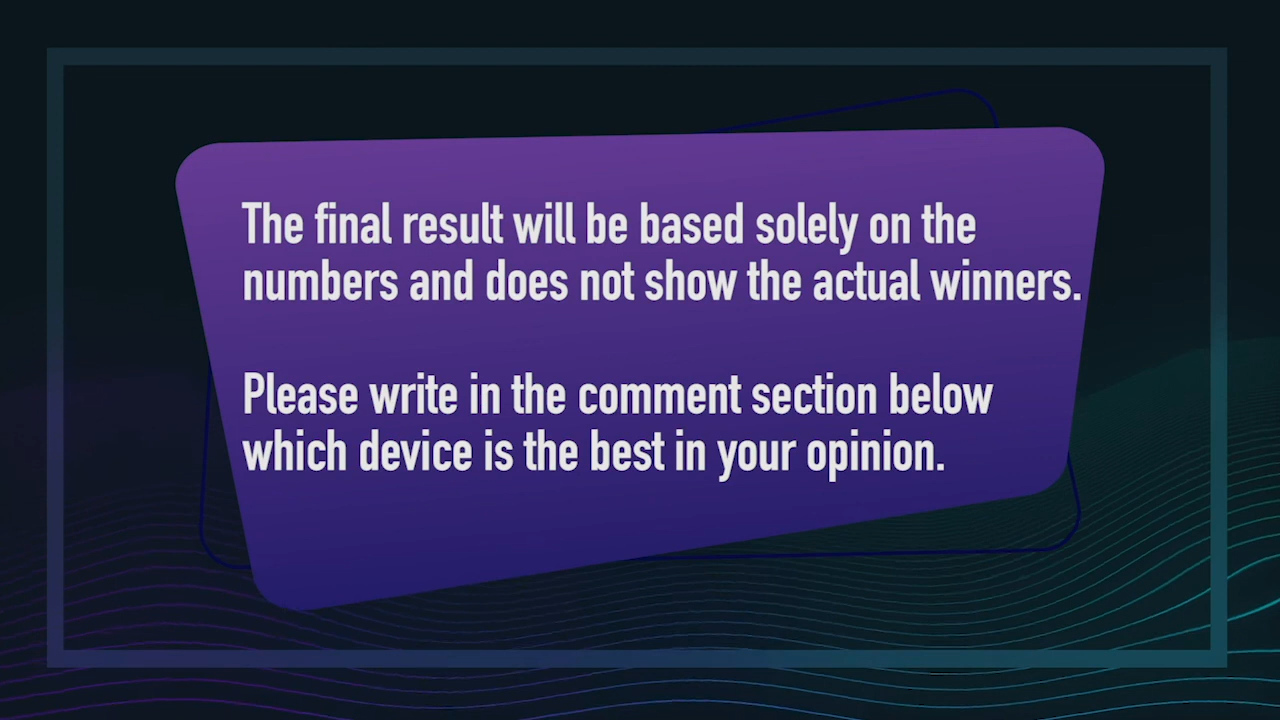 The final result will be based solely on the
numbers and does not show the actual winners.
Please write in the comment section below
which device is the best in your opinion.